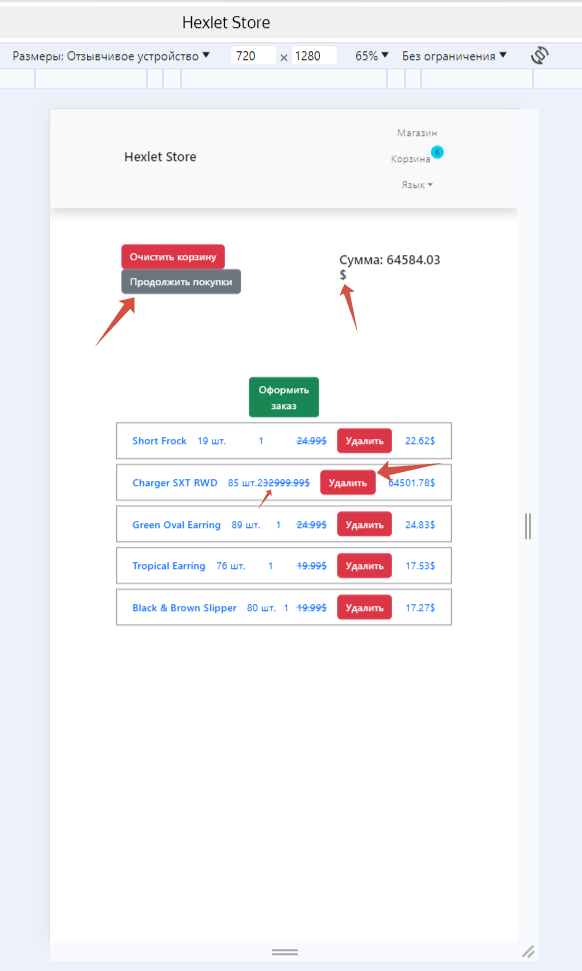 Hexlet Store
Размеры: Отзывчивое устройство ▼ 720 × 1280 65% ▼ Без ограничения ▼
Магазин
Hexlet Store
Корзина 6
Язык
Очистить корзину
Сумма: 64584.03
$
Продолжить покупки
Оформить
заказ
Short Frock 19 шт. 1 24.99$ Удалить 22.62$
Charger SXT RWD 85 шт.232999.99$ Удалить 64501.78$
Green Oval Earring 89 шт. 1 24.99$ Удалить 24.83$
Tropical Earring 76 шт. 1 19.99$ Удалить 17.53$
Black & Brown Slipper 80 шт. 1 19.99$ Удалить 17.27$